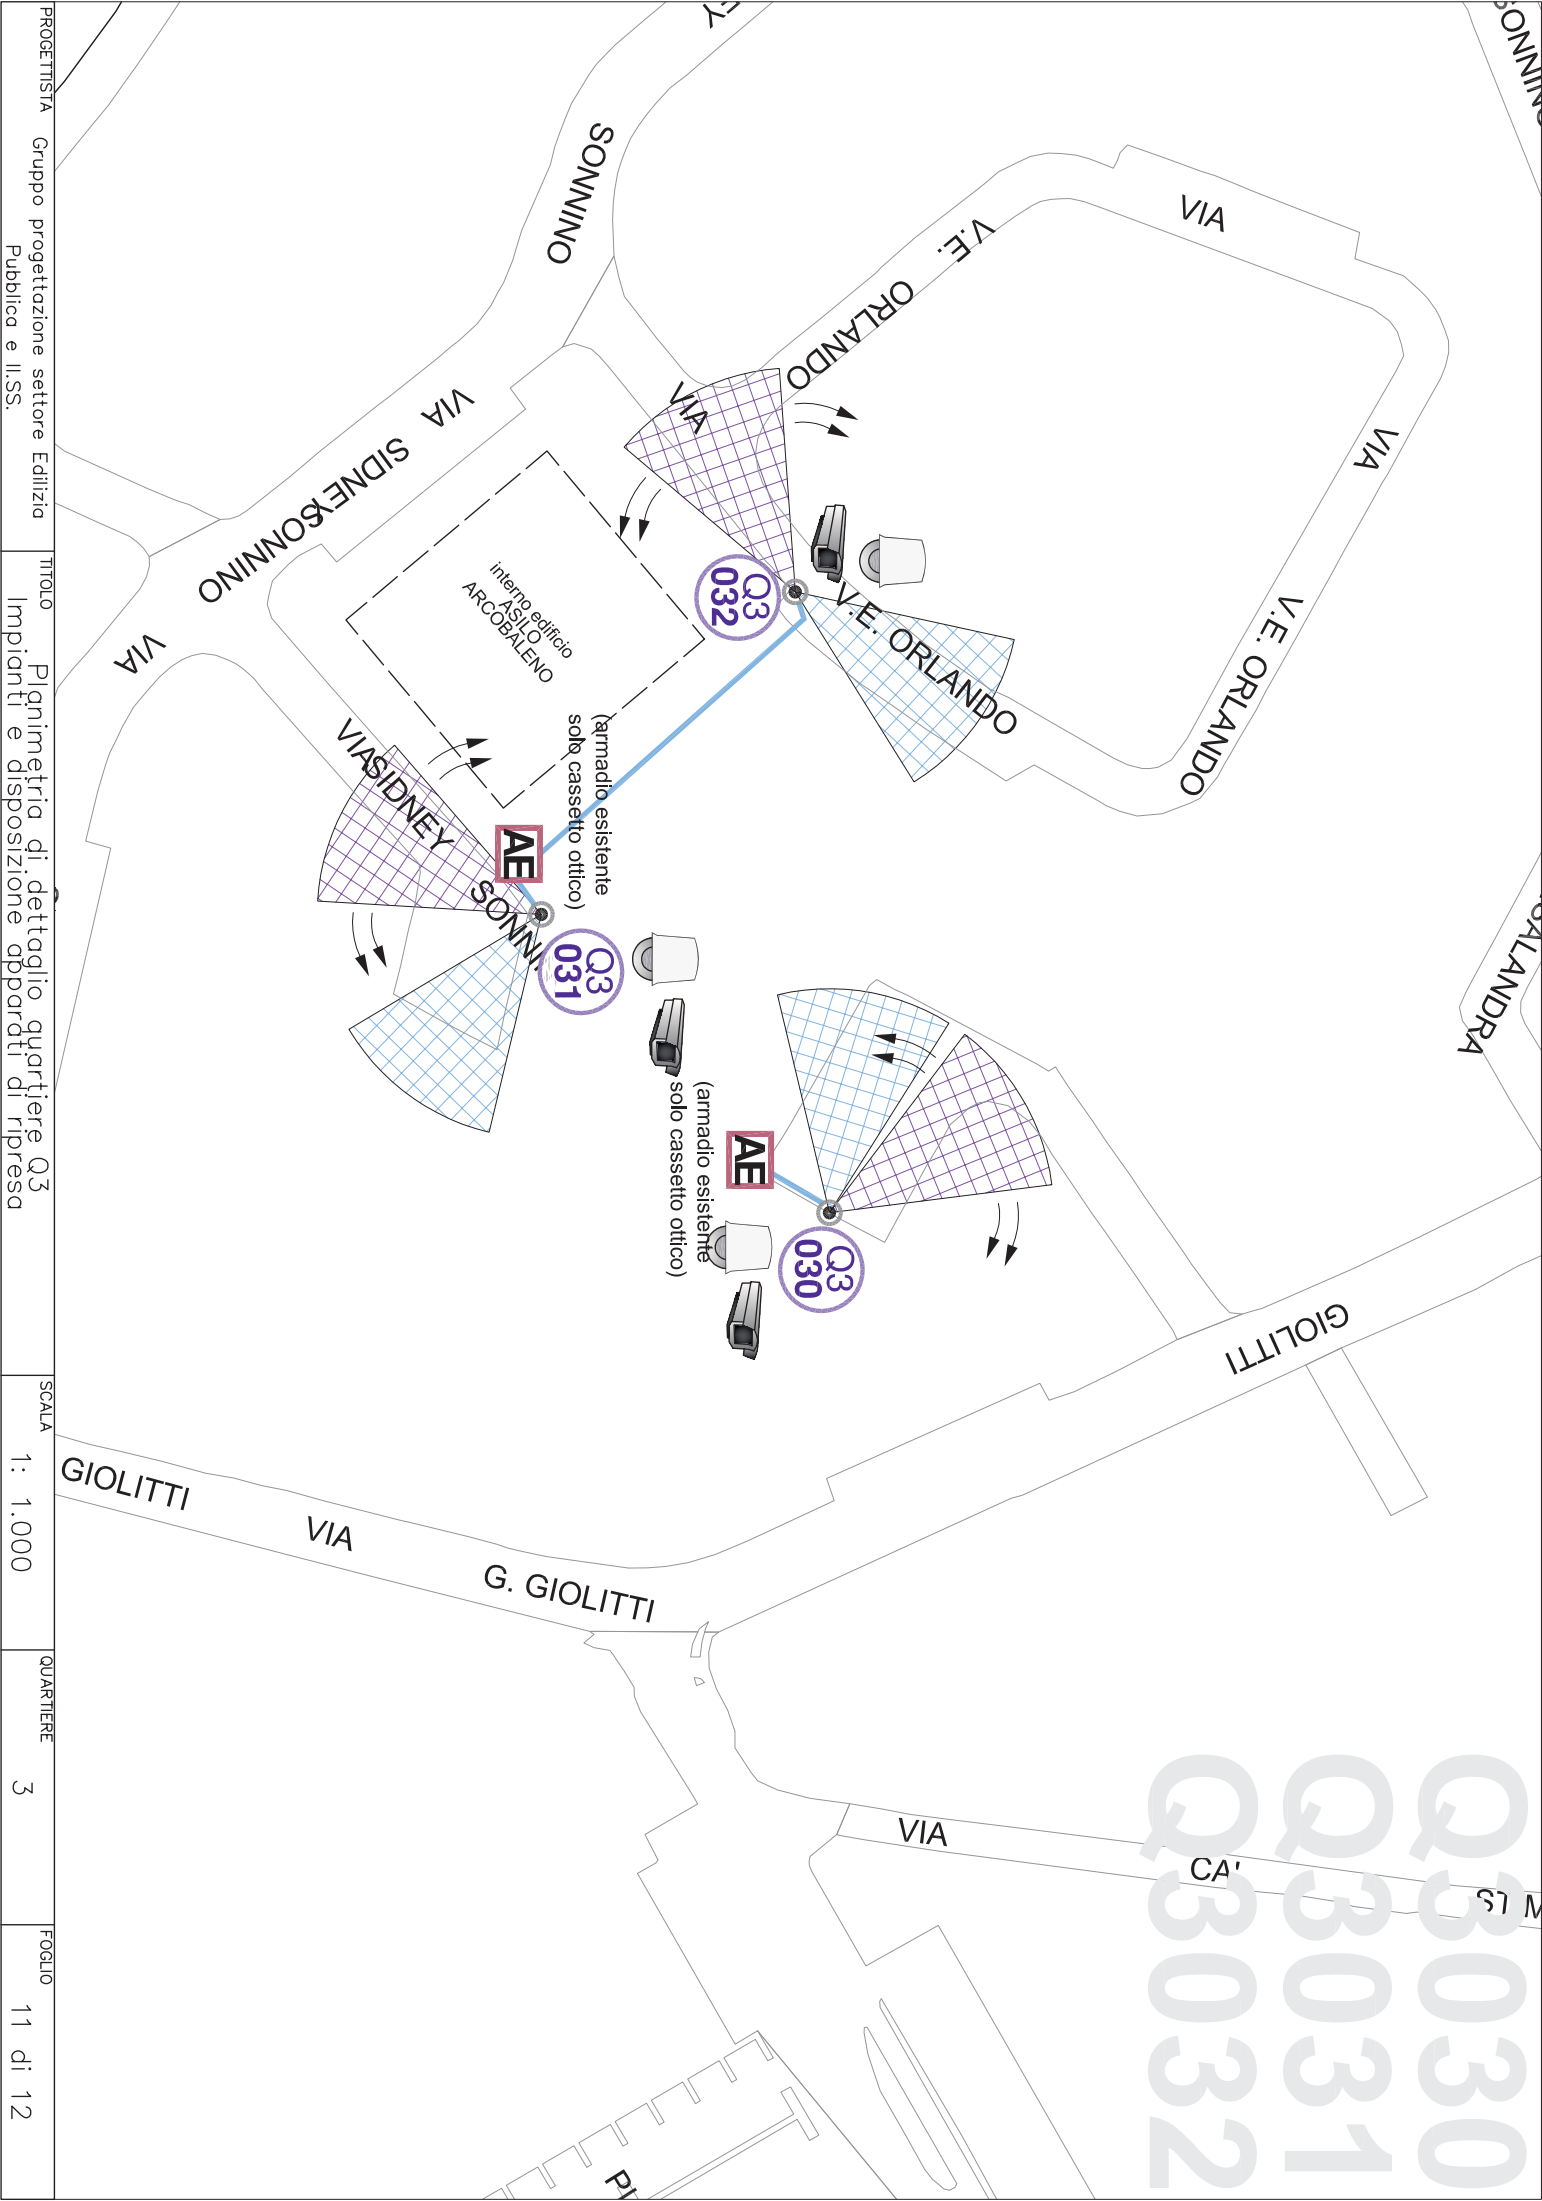 Q3030
Q3031
Q3032
SONNINO
SALANDRA
VIA
VIA
V.E.
ORLANDO
VIA
V.E. ORLANDO
VIA
V.E. ORLANDO
SONNINO
VIA
SIDNEY
SONNINO
VIA
interno edificio
ASILO
ARCOBALENO
Q3
032
(armadio esistente
solo cassetto ottico)
AE
VIA
SIDNEY
SONNI
Q3
031
(armadio esistente
solo cassetto ottico)
AE
Q3
030
GIOLITTI
GIOLITTI
VIA
G. GIOLITTI
VIA
CA'
PROGETTISTA
Gruppo progettazione settore Edilizia
Pubblica e II.SS.
TITOLO
Planimetria di dettaglio quartiere Q3
Impianti e disposizione apparati di ripresa
SCALA
1: 1.000
QUARTIERE
3
FOGLIO
11 di 12